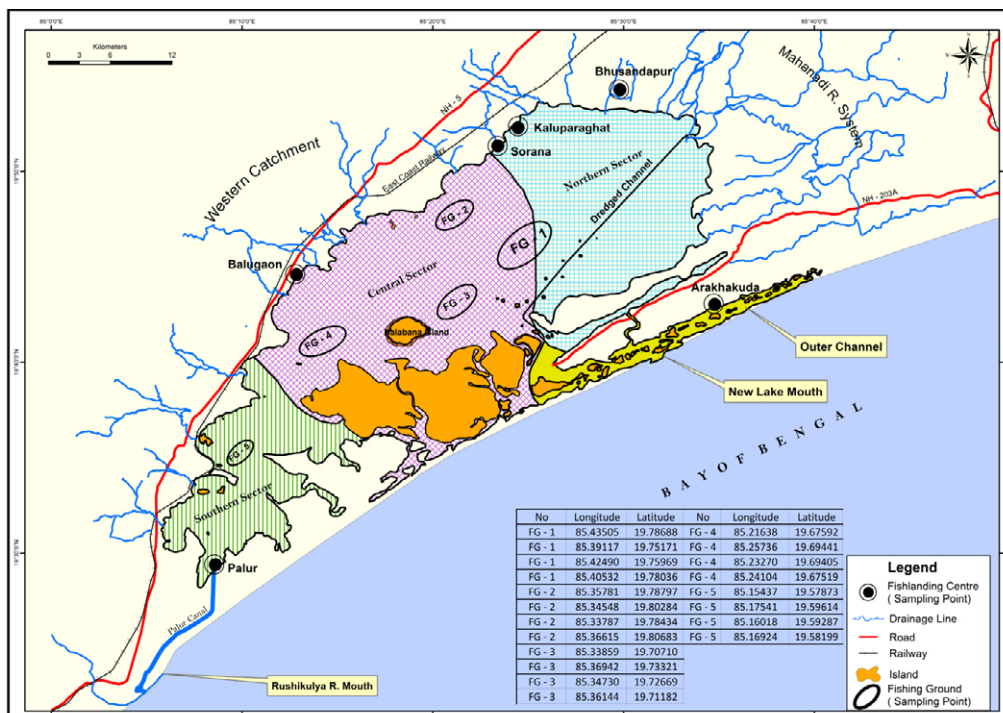 85°0'0"E 85°10'0"E 85°20'0"E 85°30'0"E 85°40'0"E
Kilometers
0 3 6 12
Bhusandapur
Mahanadi R. System
NH - 5
Kaluparaghat
Sorana
East Coast Railway
Western Catchment
Northern Sector
Dredged Channel
NH - 203A
FG - 2
FG - 1
Balugaon
Central Sector
FG - 3
Arakhakuda
Nalabana Island
FG - 4
Outer Channel
New Lake Mouth
FG - 5
Southern Sector
BAY OF BENGAL
Palur
Palur Canal
Rushikulya R. Mouth
No Longitude Latitude No Longitude Latitude
FG - 1 85.43505 19.78688 FG - 4 85.21638 19.67592
FG - 1 85.39117 19.75171 FG - 4 85.25736 19.69441
FG - 1 85.42490 19.75969 FG - 4 85.23270 19.69405
FG - 1 85.40532 19.78036 FG - 4 85.24104 19.67519
FG - 2 85.35781 19.78797 FG - 5 85.15437 19.57873
FG - 2 85.34548 19.80284 FG - 5 85.17541 19.59614
FG - 2 85.33787 19.78434 FG - 5 85.16018 19.59287
FG - 2 85.36615 19.80683 FG - 5 85.16924 19.58199
FG - 3 85.33859 19.70710
FG - 3 85.36942 19.73321
FG - 3 85.34730 19.72669
FG - 3 85.36144 19.71182
Legend
Fishlanding Centre
( Sampling Point)
Drainage Line
Road
Railway
Island
Fishing Ground
( Sampling Point)